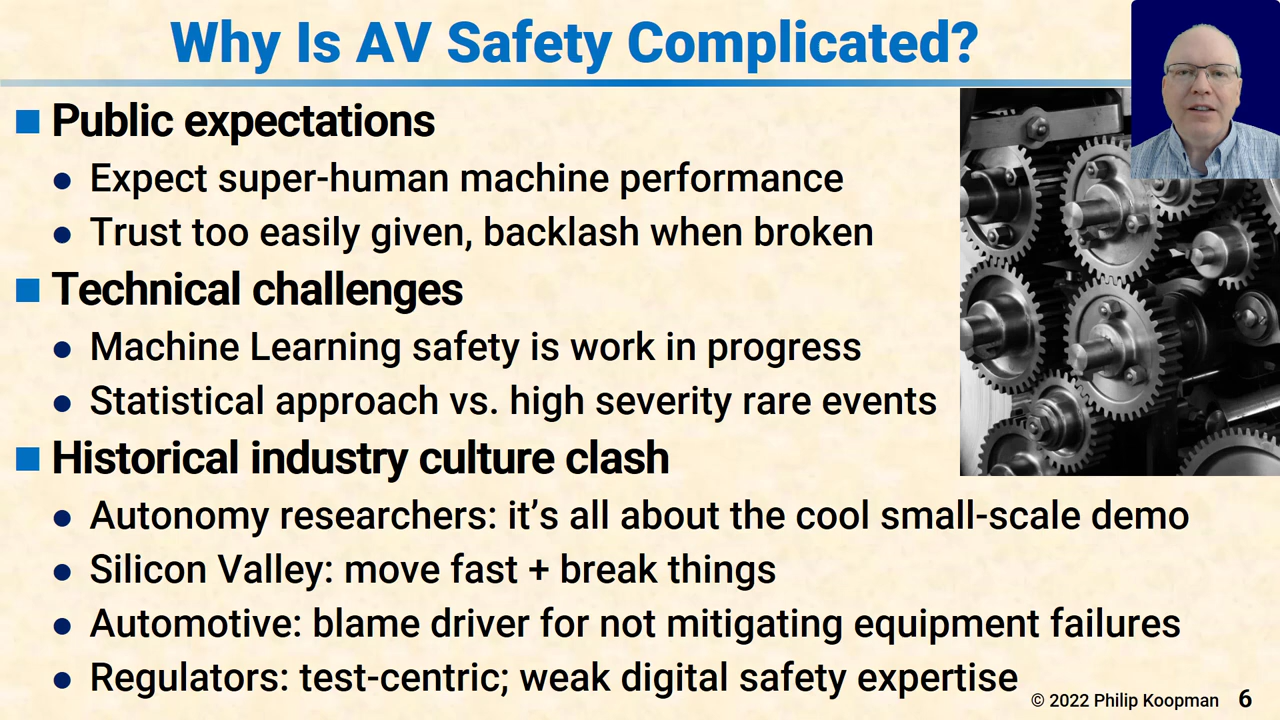 Why Is AV Safety Complicated?
Public expectations
Expect super-human machine performance
Trust too easily given, backlash when broken
Technical challenges
Machine Learning safety is work in progress
Statistical approach vs. high severity rare events
Historical industry culture clash
Autonomy researchers: it’s all about the cool small-scale demo
Silicon Valley: move fast + break things
Automotive: blame driver for not mitigating equipment failures
Regulators: test-centric; weak digital safety expertise
© 2022 Philip Koopman 6